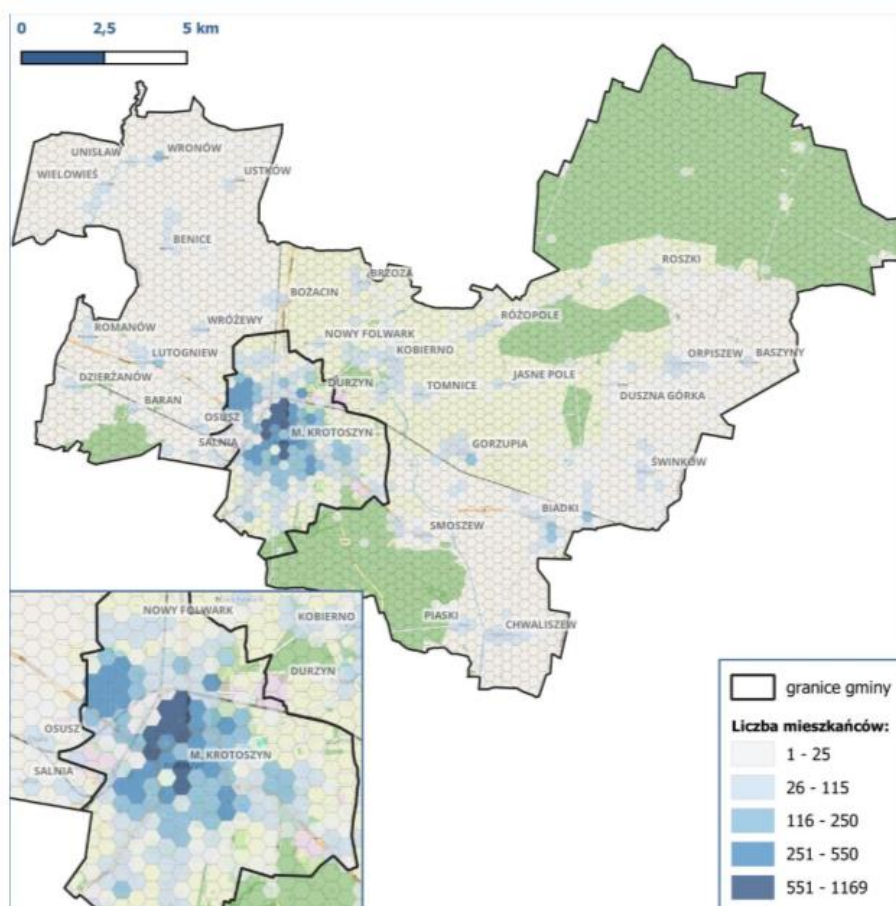 0 2,5 5 km
UNISŁAW
WRONÓW
WIELOWIEŚ
USTKÓW
BENICE
ROSZKI
BRZOZA
BOŻACIN
RÓŻOPOLE
ROMANÓW
WRÓŻEWY
NOWY FOLWARK
LUTOGNIEW
KOBIERNO
ORPISZEW
BASZYNY
DZIERŻANÓW
DURZYN
TOMNICE
JASNE POLE
BARAN
DUSZNA GÓRKA
OSUSZ
M. KROTOSZYN
SALNIA
GORZUPIA
ŚWINKÓW
BIADKI
SMOSZEW
PIASKI
CHWALISZEW
NOWY FOLWARK
KOBIERNO
DURZYN
OSUSZ
M. KROTOSZYN
SALNIA
granice gminy
Liczba mieszkańców:
1 - 25
26 - 115
116 - 250
251 - 550
551 - 1169